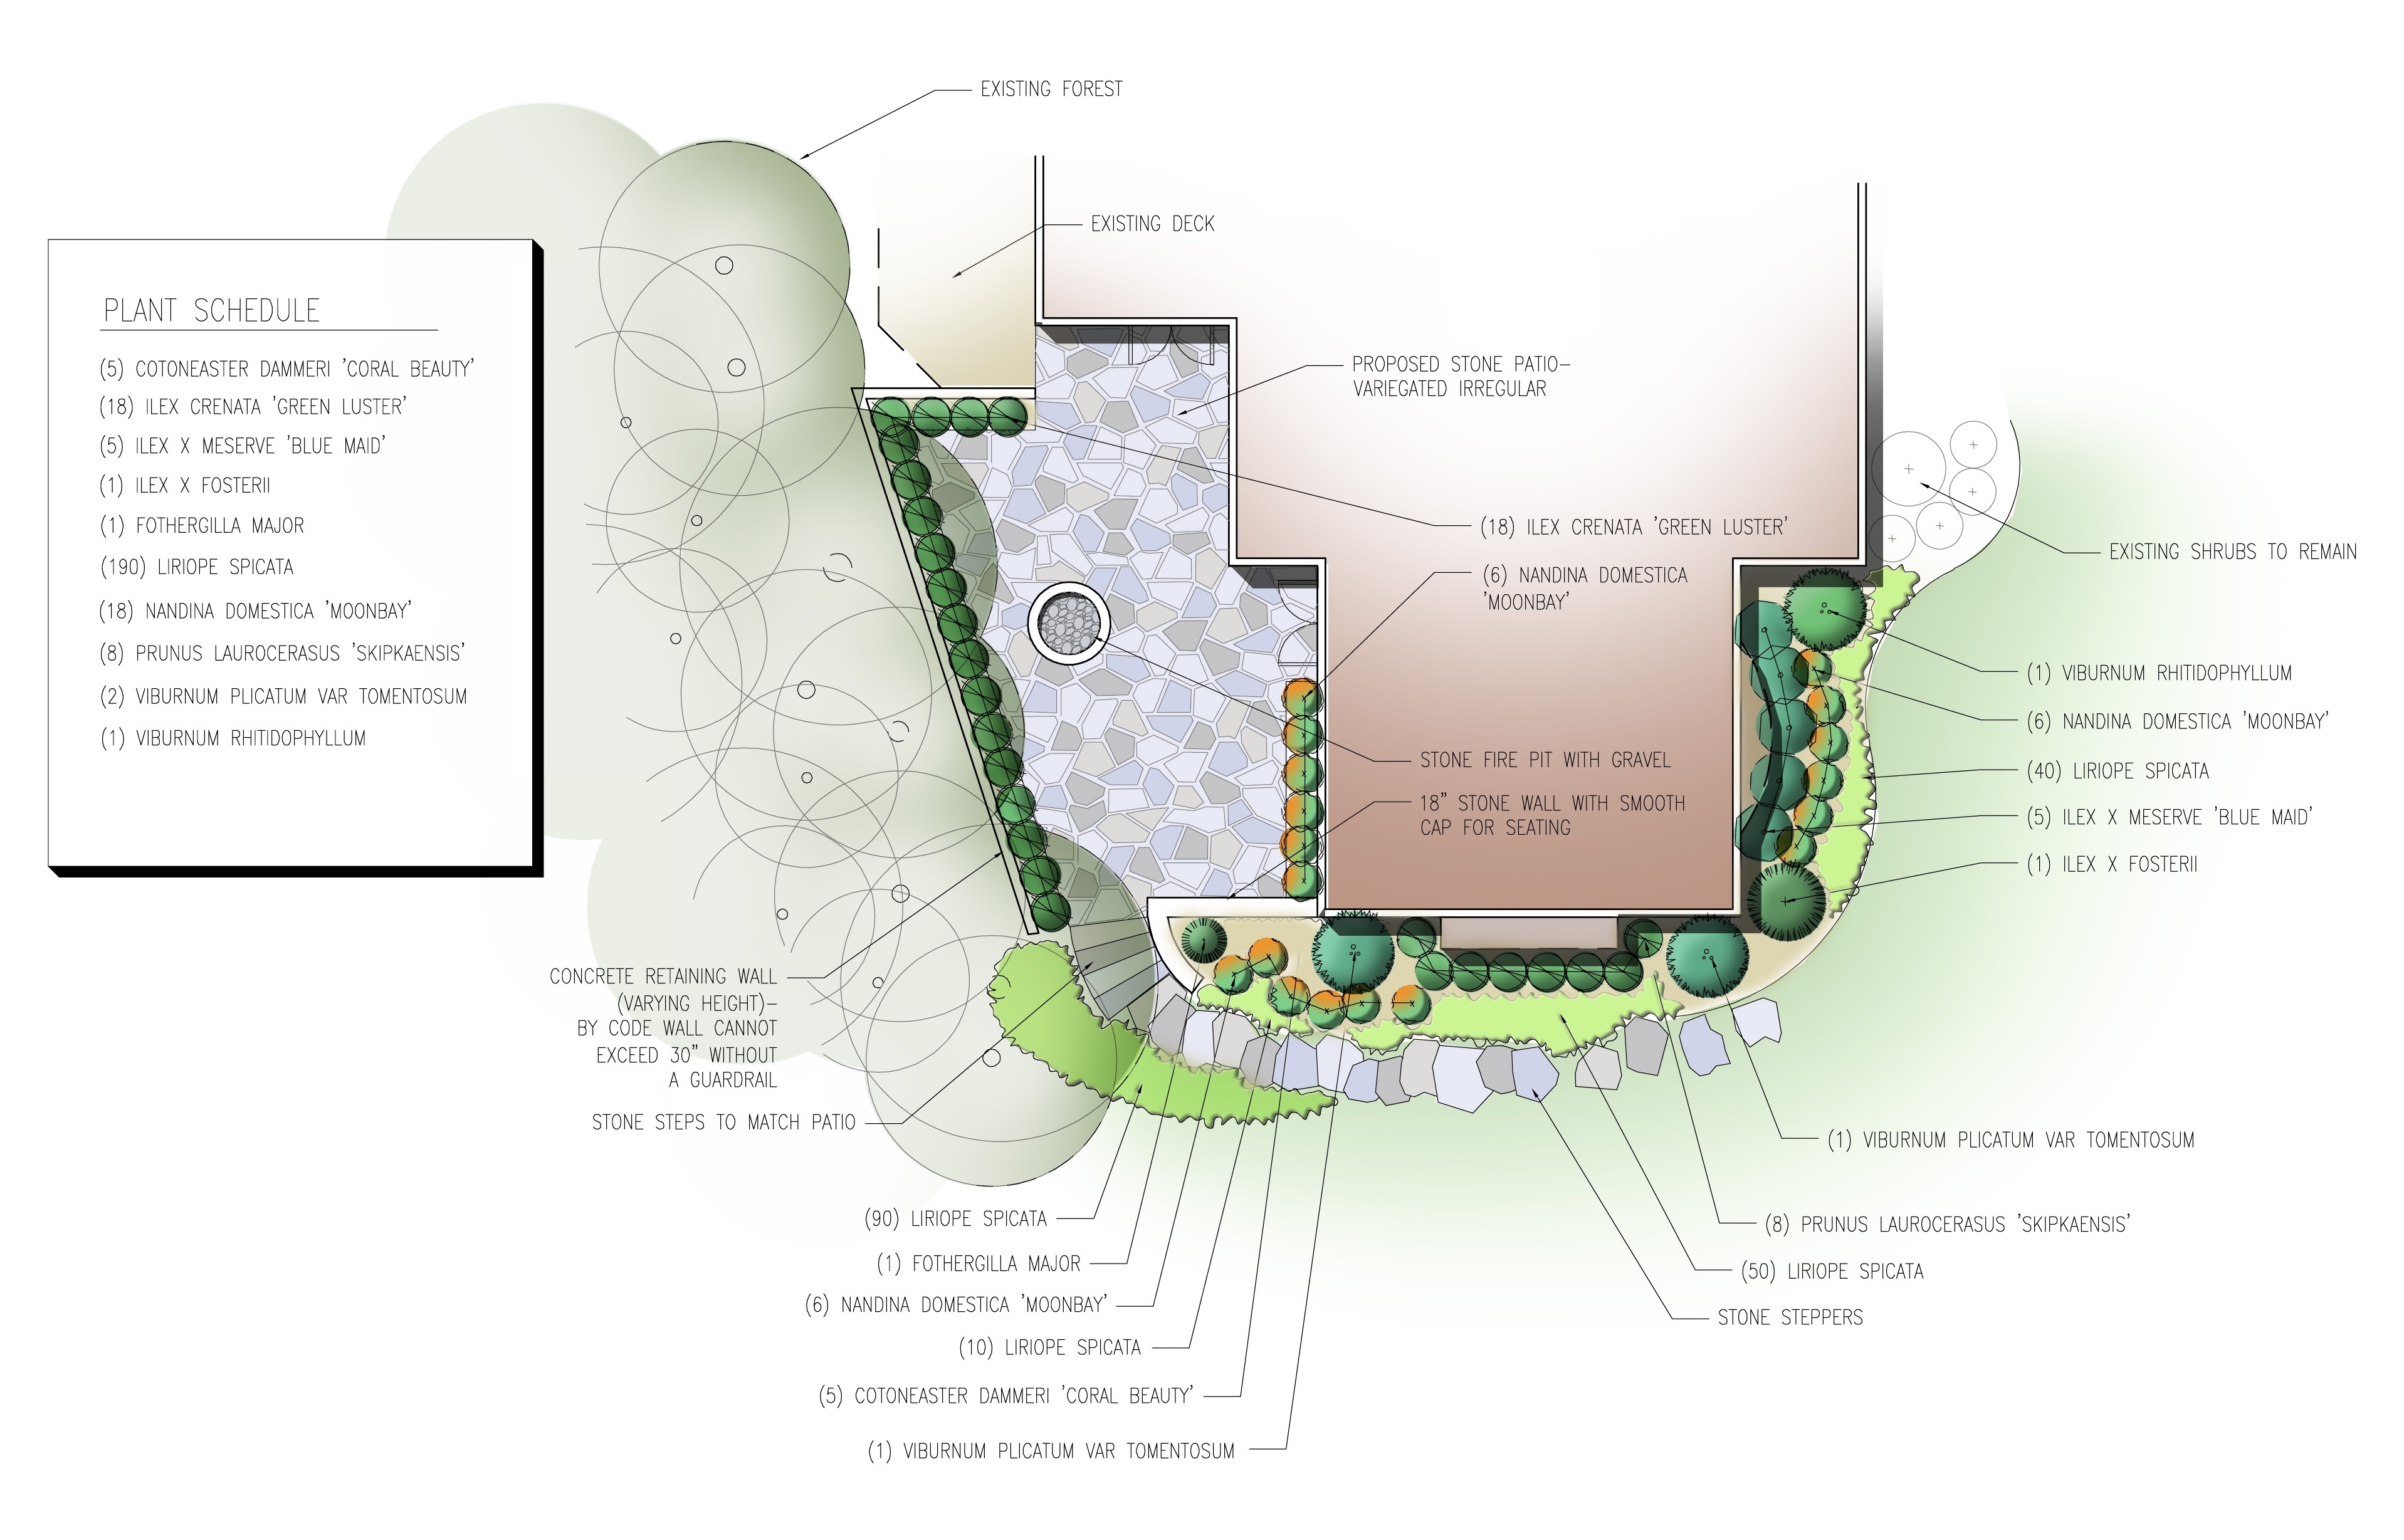 EXISTING FOREST
EXISTING DECK
PLANT SCHEDULE
(5) COTONEASTER DAMMERI 'CORAL BEAUTY'
(18) ILEX CRENATA 'GREEN LUSTER'
(5) ILEX X MESERVE 'BLUE MAID'
(1) ILEX X FOSTERII
(1) FOTHERGILLA MAJOR
(190) LIRIOPE SPICATA
(18) NANDINA DOMESTICA 'MOONBAY'
(8) PRUNUS LAUROCERASUS 'SKIPKAENSIS'
(2) VIBURNUM PLICATUM VAR TOMENTOSUM
(1) VIBURNUM RHITIDOPHYLLUM
PROPOSED STONE PATIO–
VARIEGATED IRREGULAR
(18) ILEX CRENATA 'GREEN LUSTER'
(6) NANDINA DOMESTICA
'MOONBAY'
STONE FIRE PIT WITH GRAVEL
18" STONE WALL WITH SMOOTH
CAP FOR SEATING
EXISTING SHRUBS TO REMAIN
(1) VIBURNUM RHITIDOPHYLLUM
(6) NANDINA DOMESTICA 'MOONBAY'
(40) LIRIOPE SPICATA
(5) ILEX X MESERVE 'BLUE MAID'
(1) ILEX X FOSTERII
CONCRETE RETAINING WALL
(VARYING HEIGHT)–
BY CODE WALL CANNOT
EXCEED 30" WITHOUT
A GUARDRAIL
STONE STEPS TO MATCH PATIO
(90) LIRIOPE SPICATA
(1) FOTHERGILLA MAJOR
(6) NANDINA DOMESTICA 'MOONBAY'
(10) LIRIOPE SPICATA
(5) COTONEASTER DAMMERI 'CORAL BEAUTY'
(1) VIBURNUM PLICATUM VAR TOMENTOSUM
(1) VIBURNUM PLICATUM VAR TOMENTOSUM
(8) PRUNUS LAUROCERASUS 'SKIPKAENSIS'
(50) LIRIOPE SPICATA
STONE STEPPERS